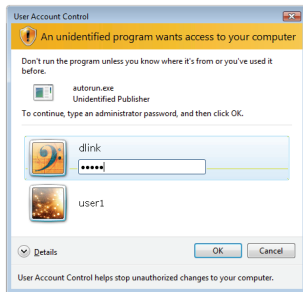 User Account Control
An unidentified program wants access to your computer
Don't run the program unless you know where it's from or you've used it
before.
autorun.exe
Unidentified Publisher
To continue, type an administrator password, and then click OK.
dlink
•••••
user1
Details
OK
Cancel
User Account Control helps stop unauthorized changes to your computer.